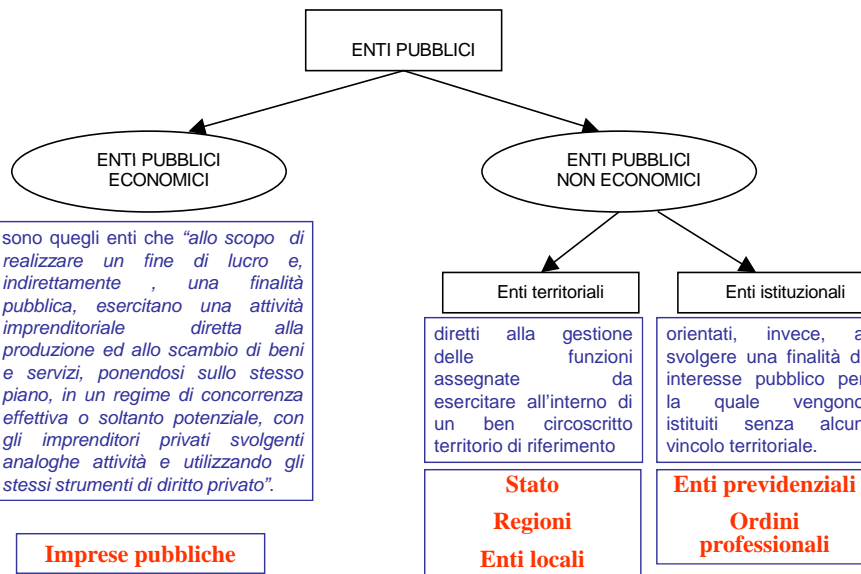 ENTI PUBBLICI
ENTI PUBBLICI
ECONOMICI
ENTI PUBBLICI
NON ECONOMICI
sono quegli enti che “allo scopo di
realizzare un fine di lucro e,
indirettamente , una finalità
pubblica, esercitano una attività
imprenditoriale diretta alla
produzione ed allo scambio di beni
e servizi, ponendosi sullo stesso
piano, in un regime di concorrenza
effettiva o soltanto potenziale, con
gli imprenditori privati svolgenti
analoghe attività e utilizzando gli
stessi strumenti di diritto privato”.
Imprese pubbliche
Enti territoriali
diretti alla gestione
delle funzioni
assegnate da
esercitare all’interno di
un ben circoscritto
territorio di riferimento
Stato
Regioni
Enti locali
Enti istituzionali
orientati, invece, a
svolgere una finalità di
interesse pubblico per
la quale vengono
istituiti senza alcun
vincolo territoriale.
Enti previdenziali
Ordini
professionali